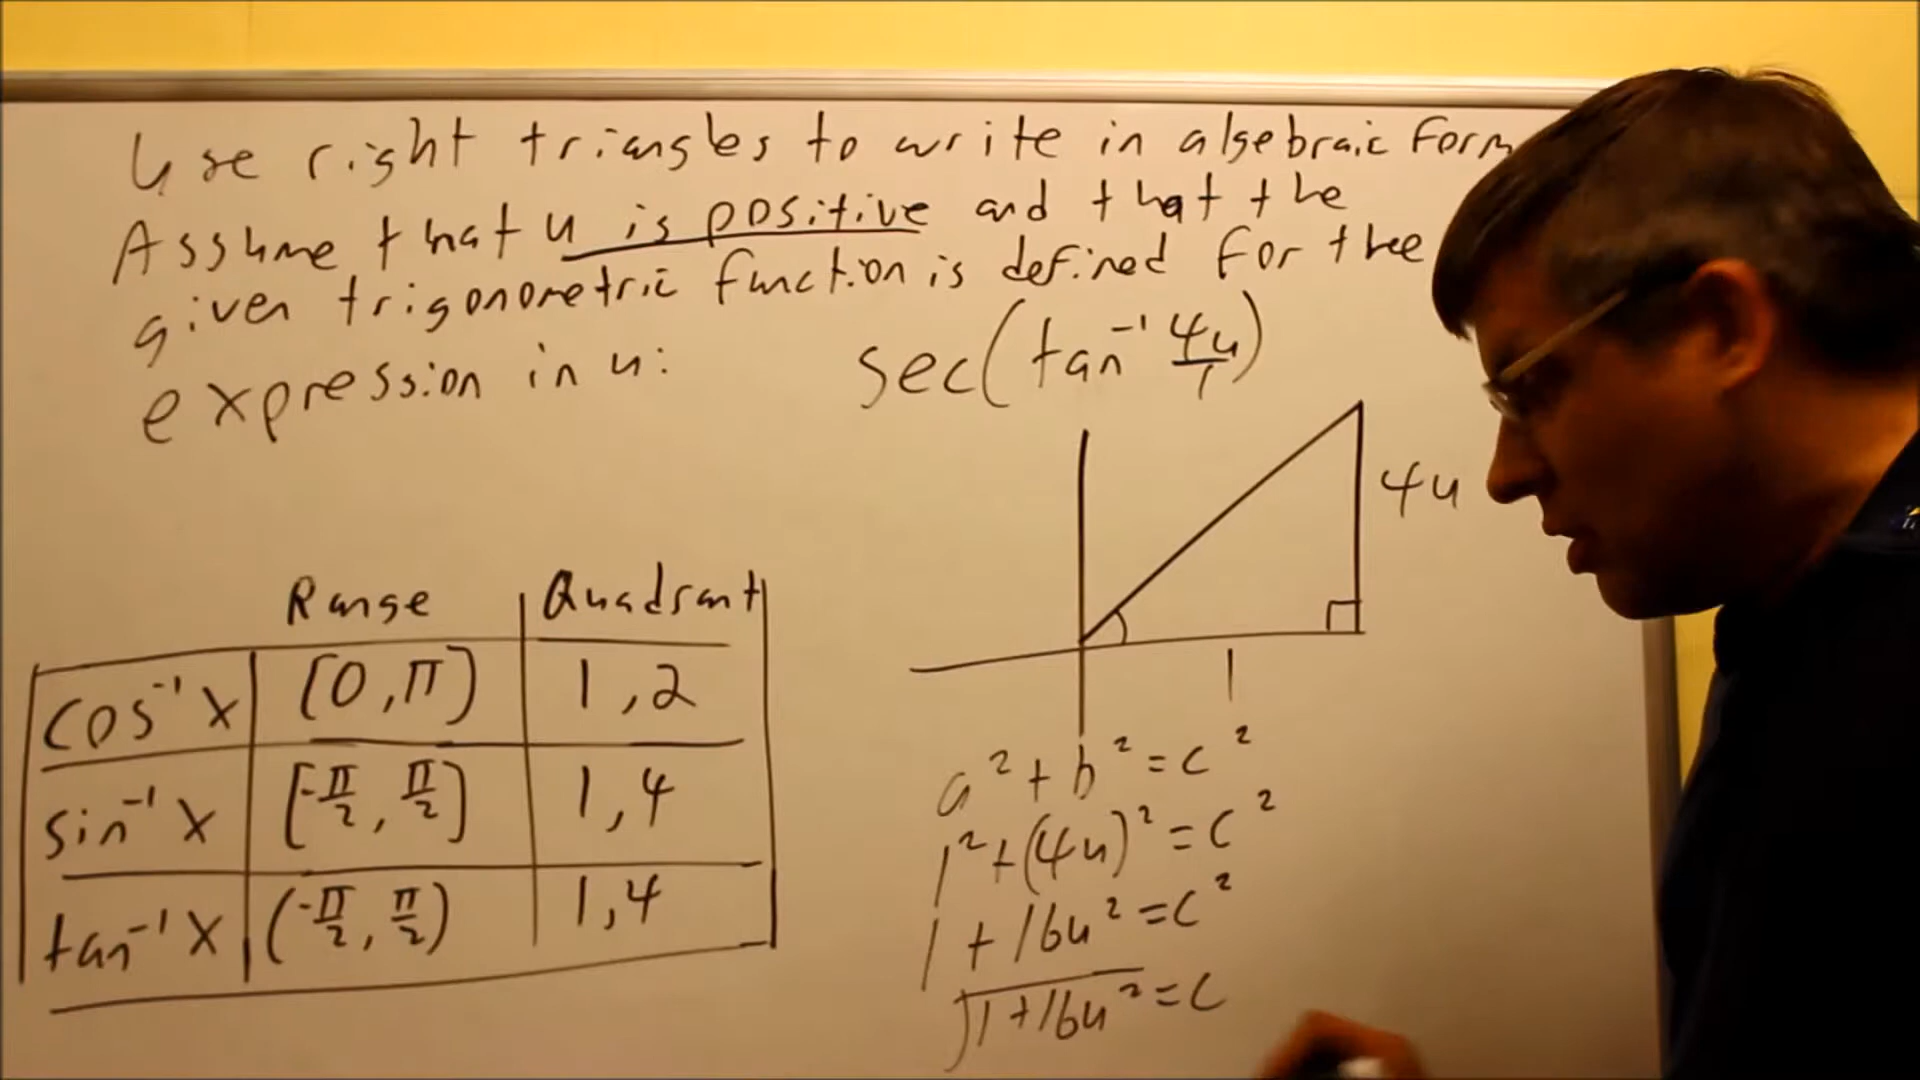 Use right triangles to write in algebraic form
Assume that u is positive and that the
given trigonometric function is defined for the
expression in u:
sec(tan⁻¹ 4u/1)
4u
1
Range Quadrant
cos⁻¹ x [0, π] 1, 2
sin⁻¹ x [-π/2, π/2] 1, 4
tan⁻¹ x (-π/2, π/2) 1, 4
a² + b² = c²
1² + (4u)² = c²
1 + 16u² = c²
√1+16u² = c